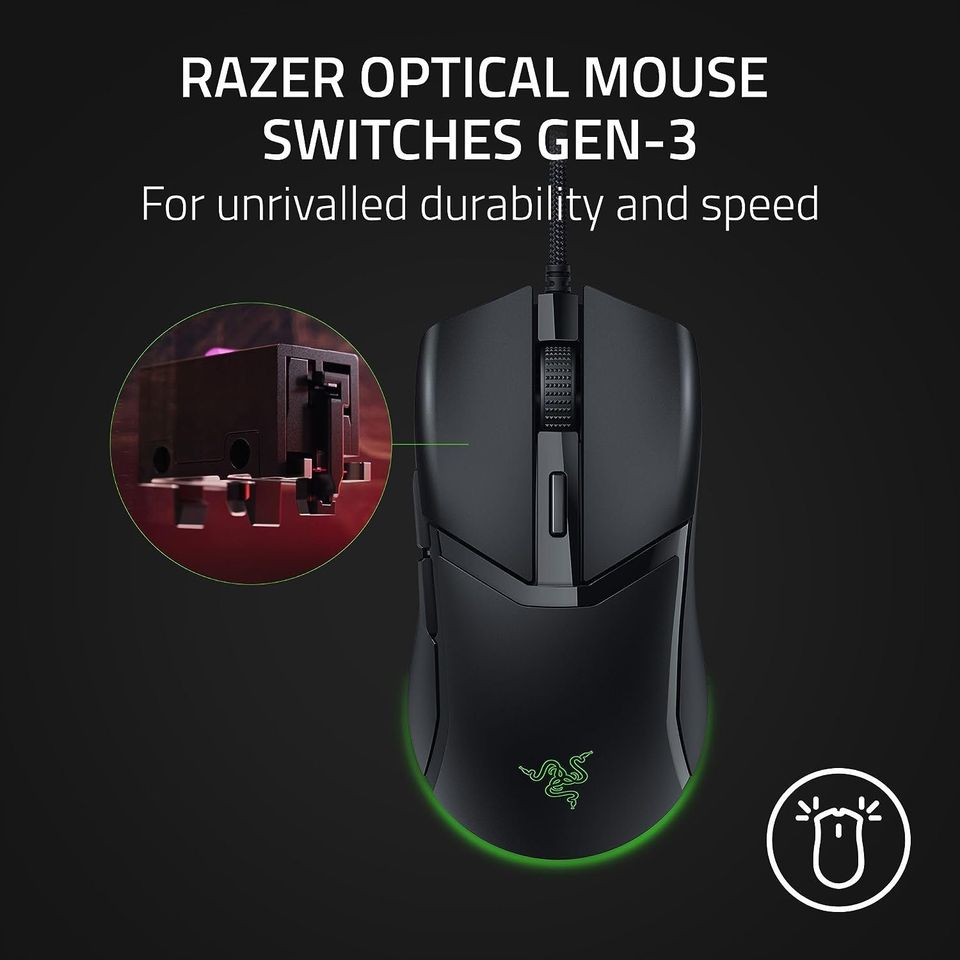 RAZER OPTICAL MOUSE
SWITCHES GEN-3
For unrivalled durability and speed